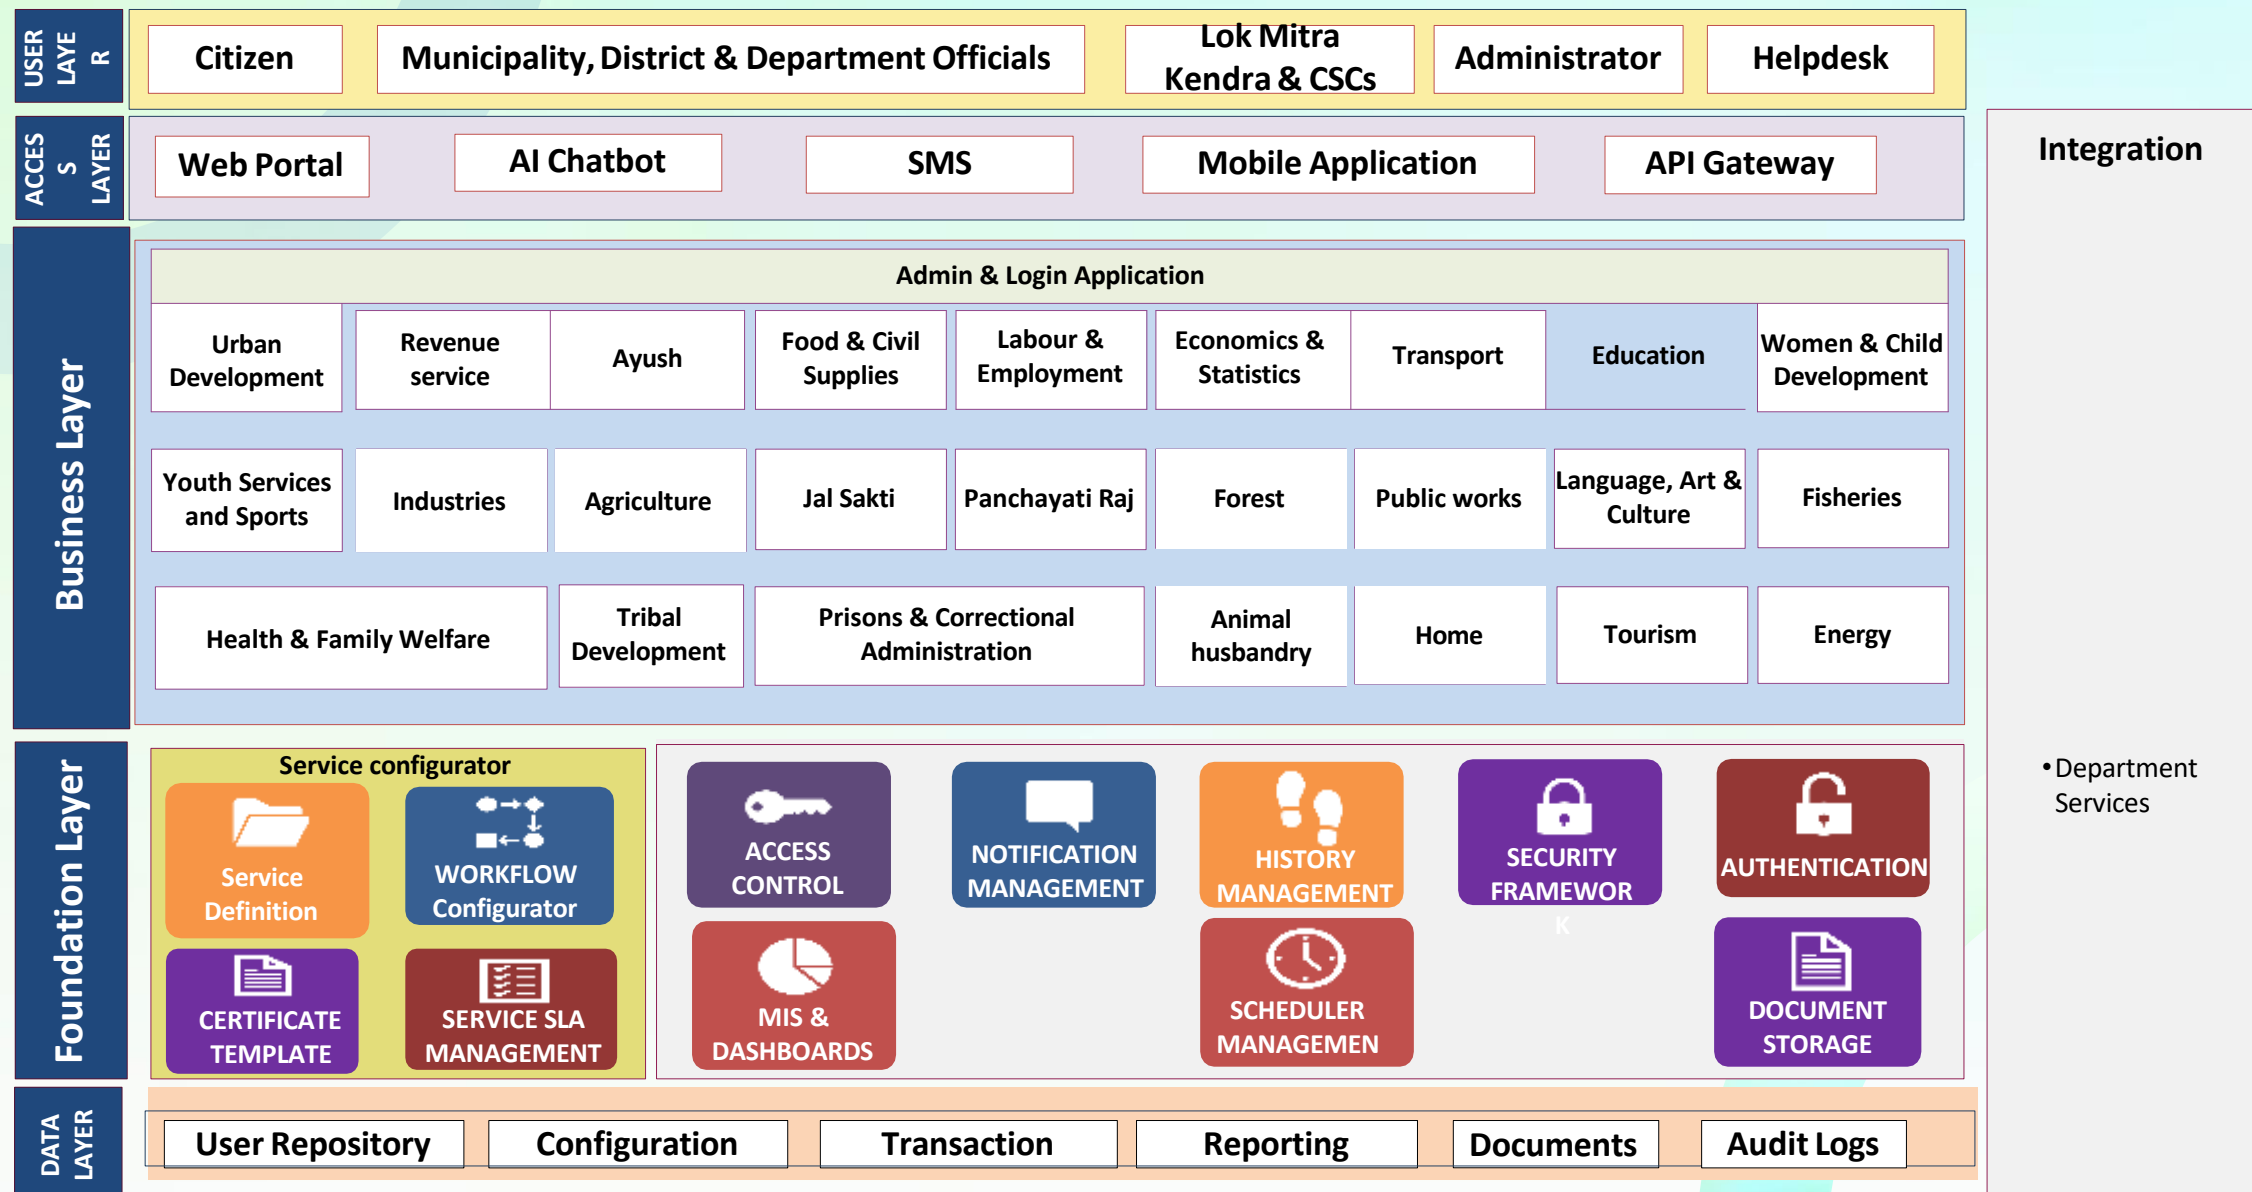 USER
LAYE
R
Citizen
Municipality, District & Department Officials
Lok Mitra
Kendra & CSCs
Administrator
Helpdesk
ACCES
S
LAYER
Web Portal
AI Chatbot
SMS
Mobile Application
API Gateway
Integration
Business Layer
Admin & Login Application
Urban
Development
Revenue
service
Ayush
Food & Civil
Supplies
Labour &
Employment
Economics &
Statistics
Transport
Education
Women & Child
Development
Youth Services
and Sports
Industries
Agriculture
Jal Sakti
Panchayati Raj
Forest
Public works
Language, Art &
Culture
Fisheries
Health & Family Welfare
Tribal
Development
Prisons & Correctional
Administration
Animal
husbandry
Home
Tourism
Energy
Foundation Layer
Service configurator
Service
Definition
WORKFLOW
Configurator
CERTIFICATE
TEMPLATE
SERVICE SLA
MANAGEMENT
ACCESS
CONTROL
NOTIFICATION
MANAGEMENT
HISTORY
MANAGEMENT
SECURITY
FRAMEWOR
K
AUTHENTICATION
MIS &
DASHBOARDS
SCHEDULER
MANAGEMEN
DOCUMENT
STORAGE
•Department
Services
DATA
LAYER
User Repository
Configuration
Transaction
Reporting
Documents
Audit Logs